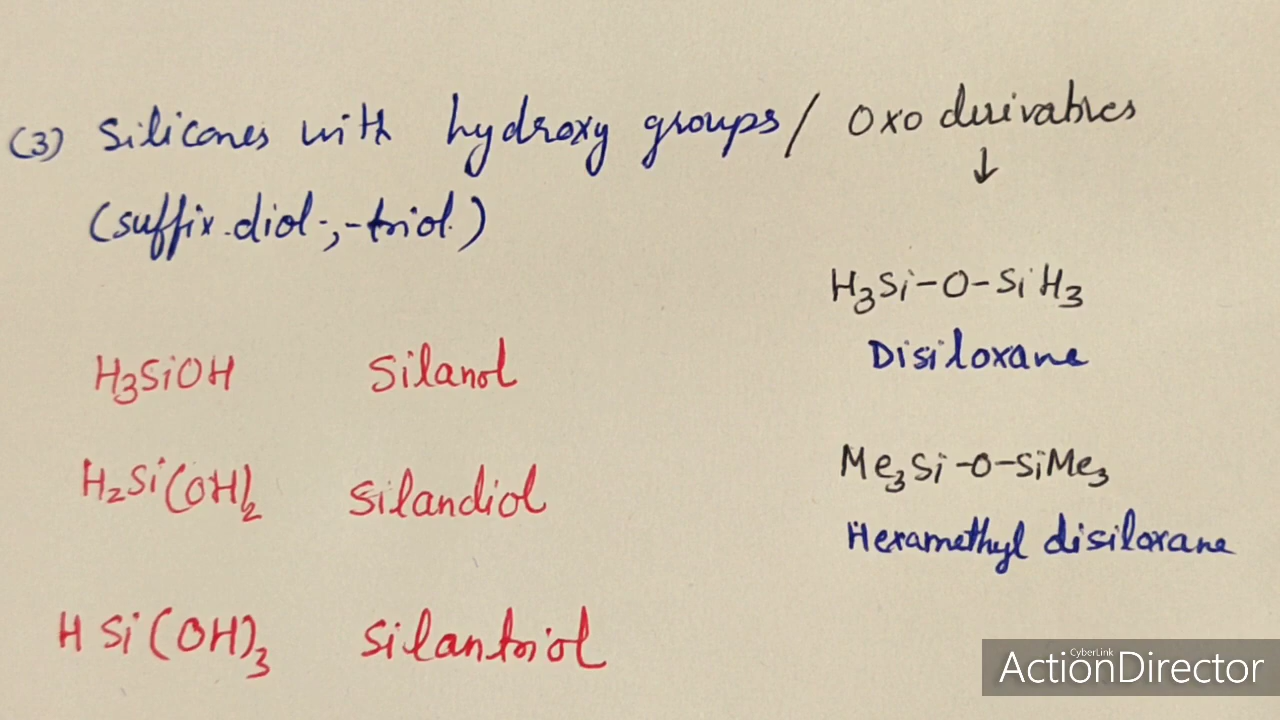 (3) Silicones with hydroxy groups / Oxo derivatives
↓
(suffix-diol-,-triol.)
H₃Si-O-SiH₃
Disiloxane
H₃SiOH Silanol
Me₃Si-O-SiMe₃
H₂Si(OH)₂ Silandiol
Hexamethyl disiloxane
H Si(OH)₃ Silantriol
CyberLink
ActionDirector